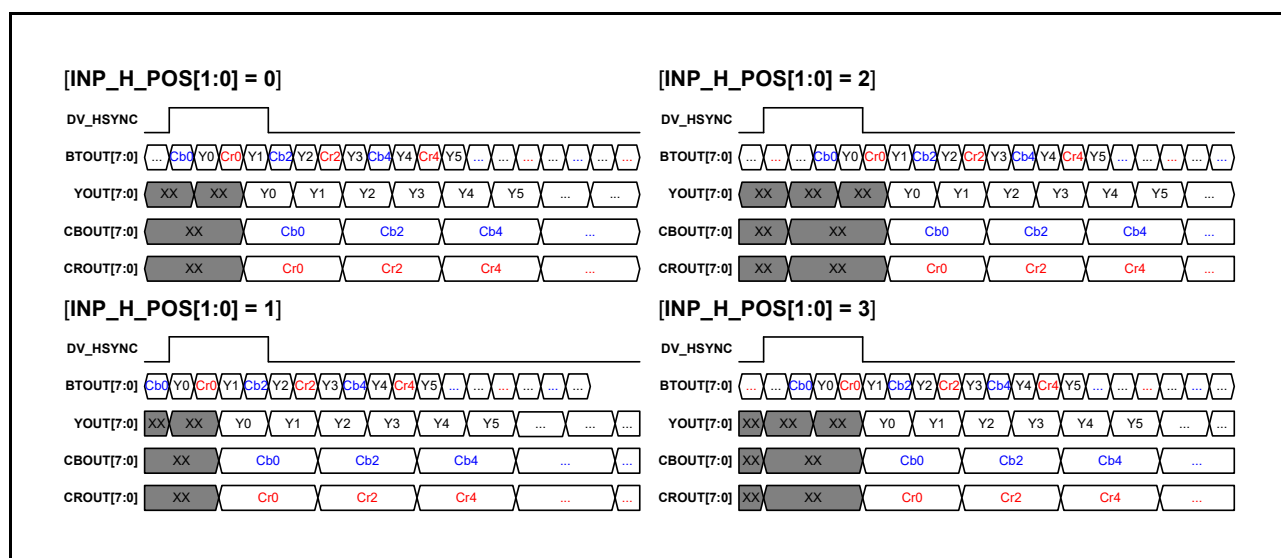 [INP_H_POS[1:0] = 0]
DV_HSYNC
BTOUT[7:0] ... Cb0 Y0 Cr0 Y1 Cb2 Y2 Cr2 Y3 Cb4 Y4 Cr4 Y5 ... ... ... ... ... ... ...
YOUT[7:0] XX XX Y0 Y1 Y2 Y3 Y4 Y5 ... ...
CBOUT[7:0] XX Cb0 Cb2 Cb4 ...
CROUT[7:0] XX Cr0 Cr2 Cr4 ...
[INP_H_POS[1:0] = 2]
DV_HSYNC
BTOUT[7:0] ... ... ... Cb0 Y0 Cr0 Y1 Cb2 Y2 Cr2 Y3 Cb4 Y4 Cr4 Y5 ... ... ... ... ...
YOUT[7:0] XX XX XX Y0 Y1 Y2 Y3 Y4 Y5 ...
CBOUT[7:0] XX XX Cb0 Cb2 Cb4 ...
CROUT[7:0] XX XX Cr0 Cr2 Cr4 ...
[INP_H_POS[1:0] = 1]
DV_HSYNC
BTOUT[7:0] Cb0 Y0 Cr0 Y1 Cb2 Y2 Cr2 Y3 Cb4 Y4 Cr4 Y5 ... ... ... ... ... ...
YOUT[7:0] XX XX Y0 Y1 Y2 Y3 Y4 Y5 ... ... ...
CBOUT[7:0] XX Cb0 Cb2 Cb4 ... ...
CROUT[7:0] XX Cr0 Cr2 Cr4 ... ...
[INP_H_POS[1:0] = 3]
DV_HSYNC
BTOUT[7:0] ... ... Cb0 Y0 Cr0 Y1 Cb2 Y2 Cr2 Y3 Cb4 Y4 Cr4 Y5 ... ... ... ... ... ...
YOUT[7:0] XX XX XX Y0 Y1 Y2 Y3 Y4 Y5 ... ...
CBOUT[7:0] XX XX Cb0 Cb2 Cb4 ...
CROUT[7:0] XX XX Cr0 Cr2 Cr4 ...